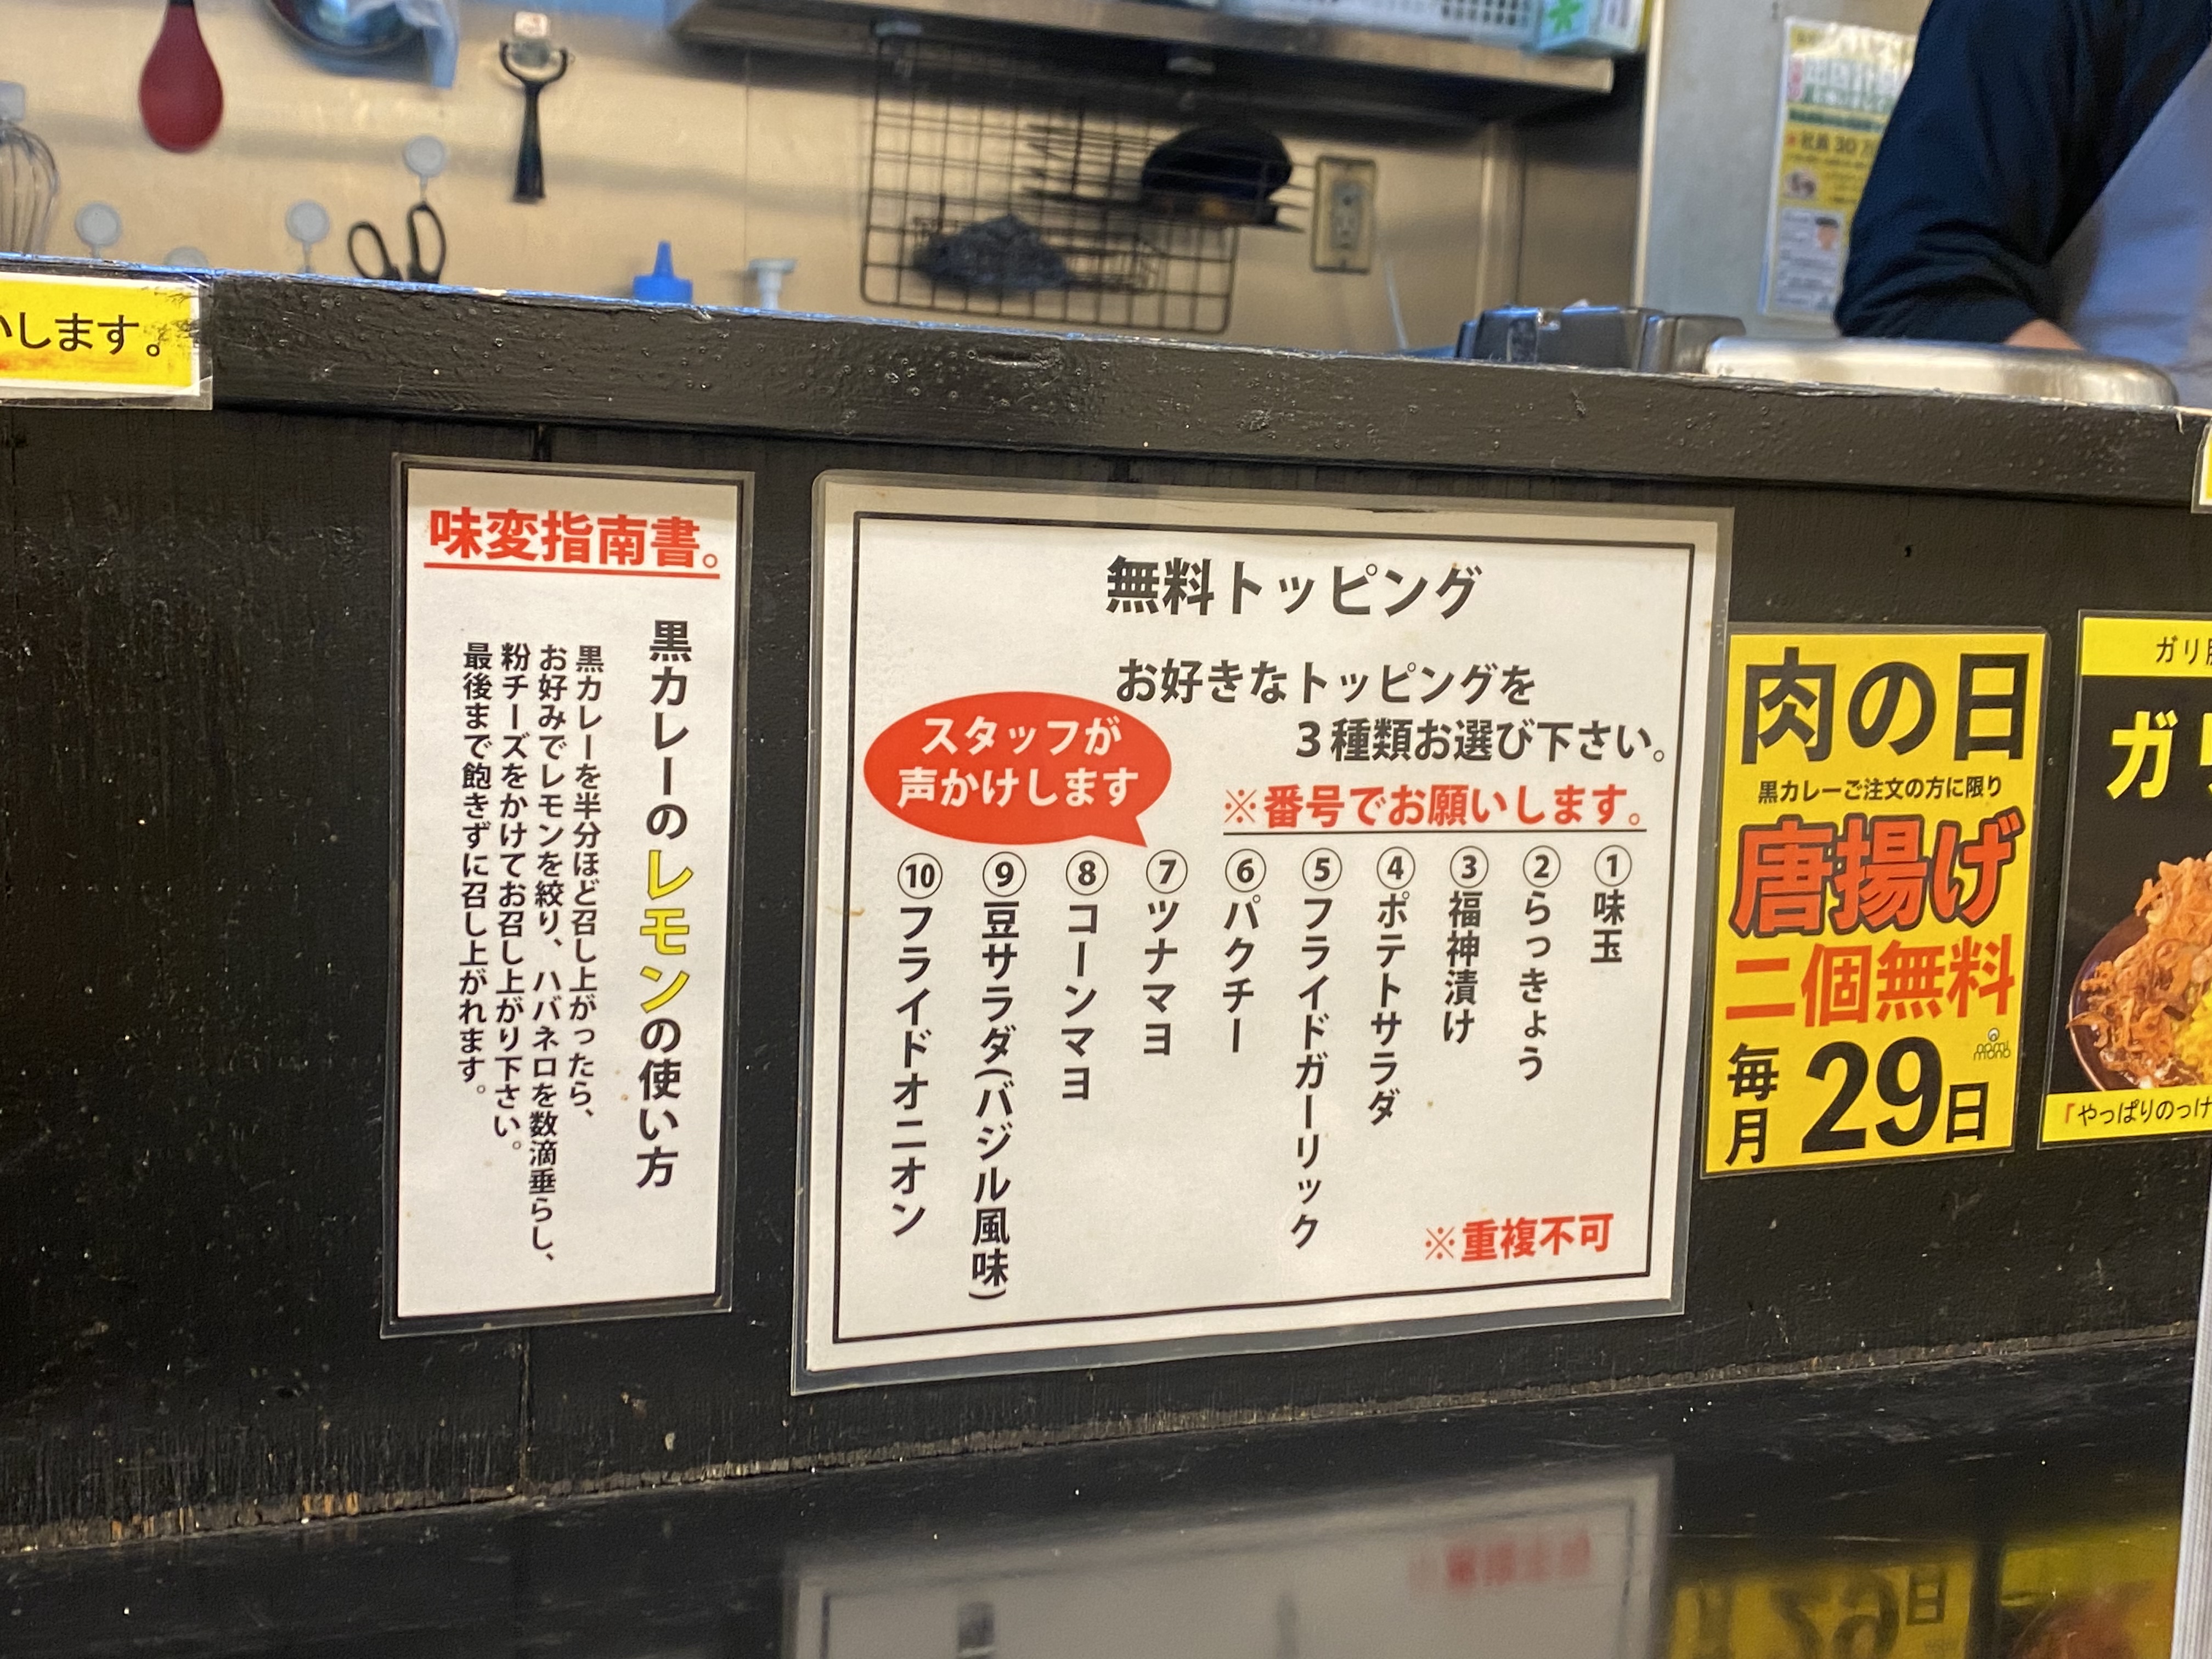 いします。
味変指南書。
黒カレーのレモンの使い方
黒カレーを半分ほど召し上がったら、
お好みでレモンを絞り、ハバネロを数滴垂らし、
粉チーズをかけてお召し上がり下さい。
最後まで飽きずに召し上がれます。
無料トッピング
お好きなトッピングを
3種類お選び下さい。
スタッフが
声かけします
※番号でお願いします。
①味玉
②らっきょう
③福神漬け
④ポテトサラダ
⑤フライドガーリック
⑥パクチー
⑦ツナマヨ
⑧コーンマヨ
⑨豆サラダ(バジル風味)
⑩フライドオニオン
※重複不可
肉の日
黒カレーご注文の方に限り
唐揚げ
二個無料
毎月29日
ガリ
ガリ
「やっぱりのっけ